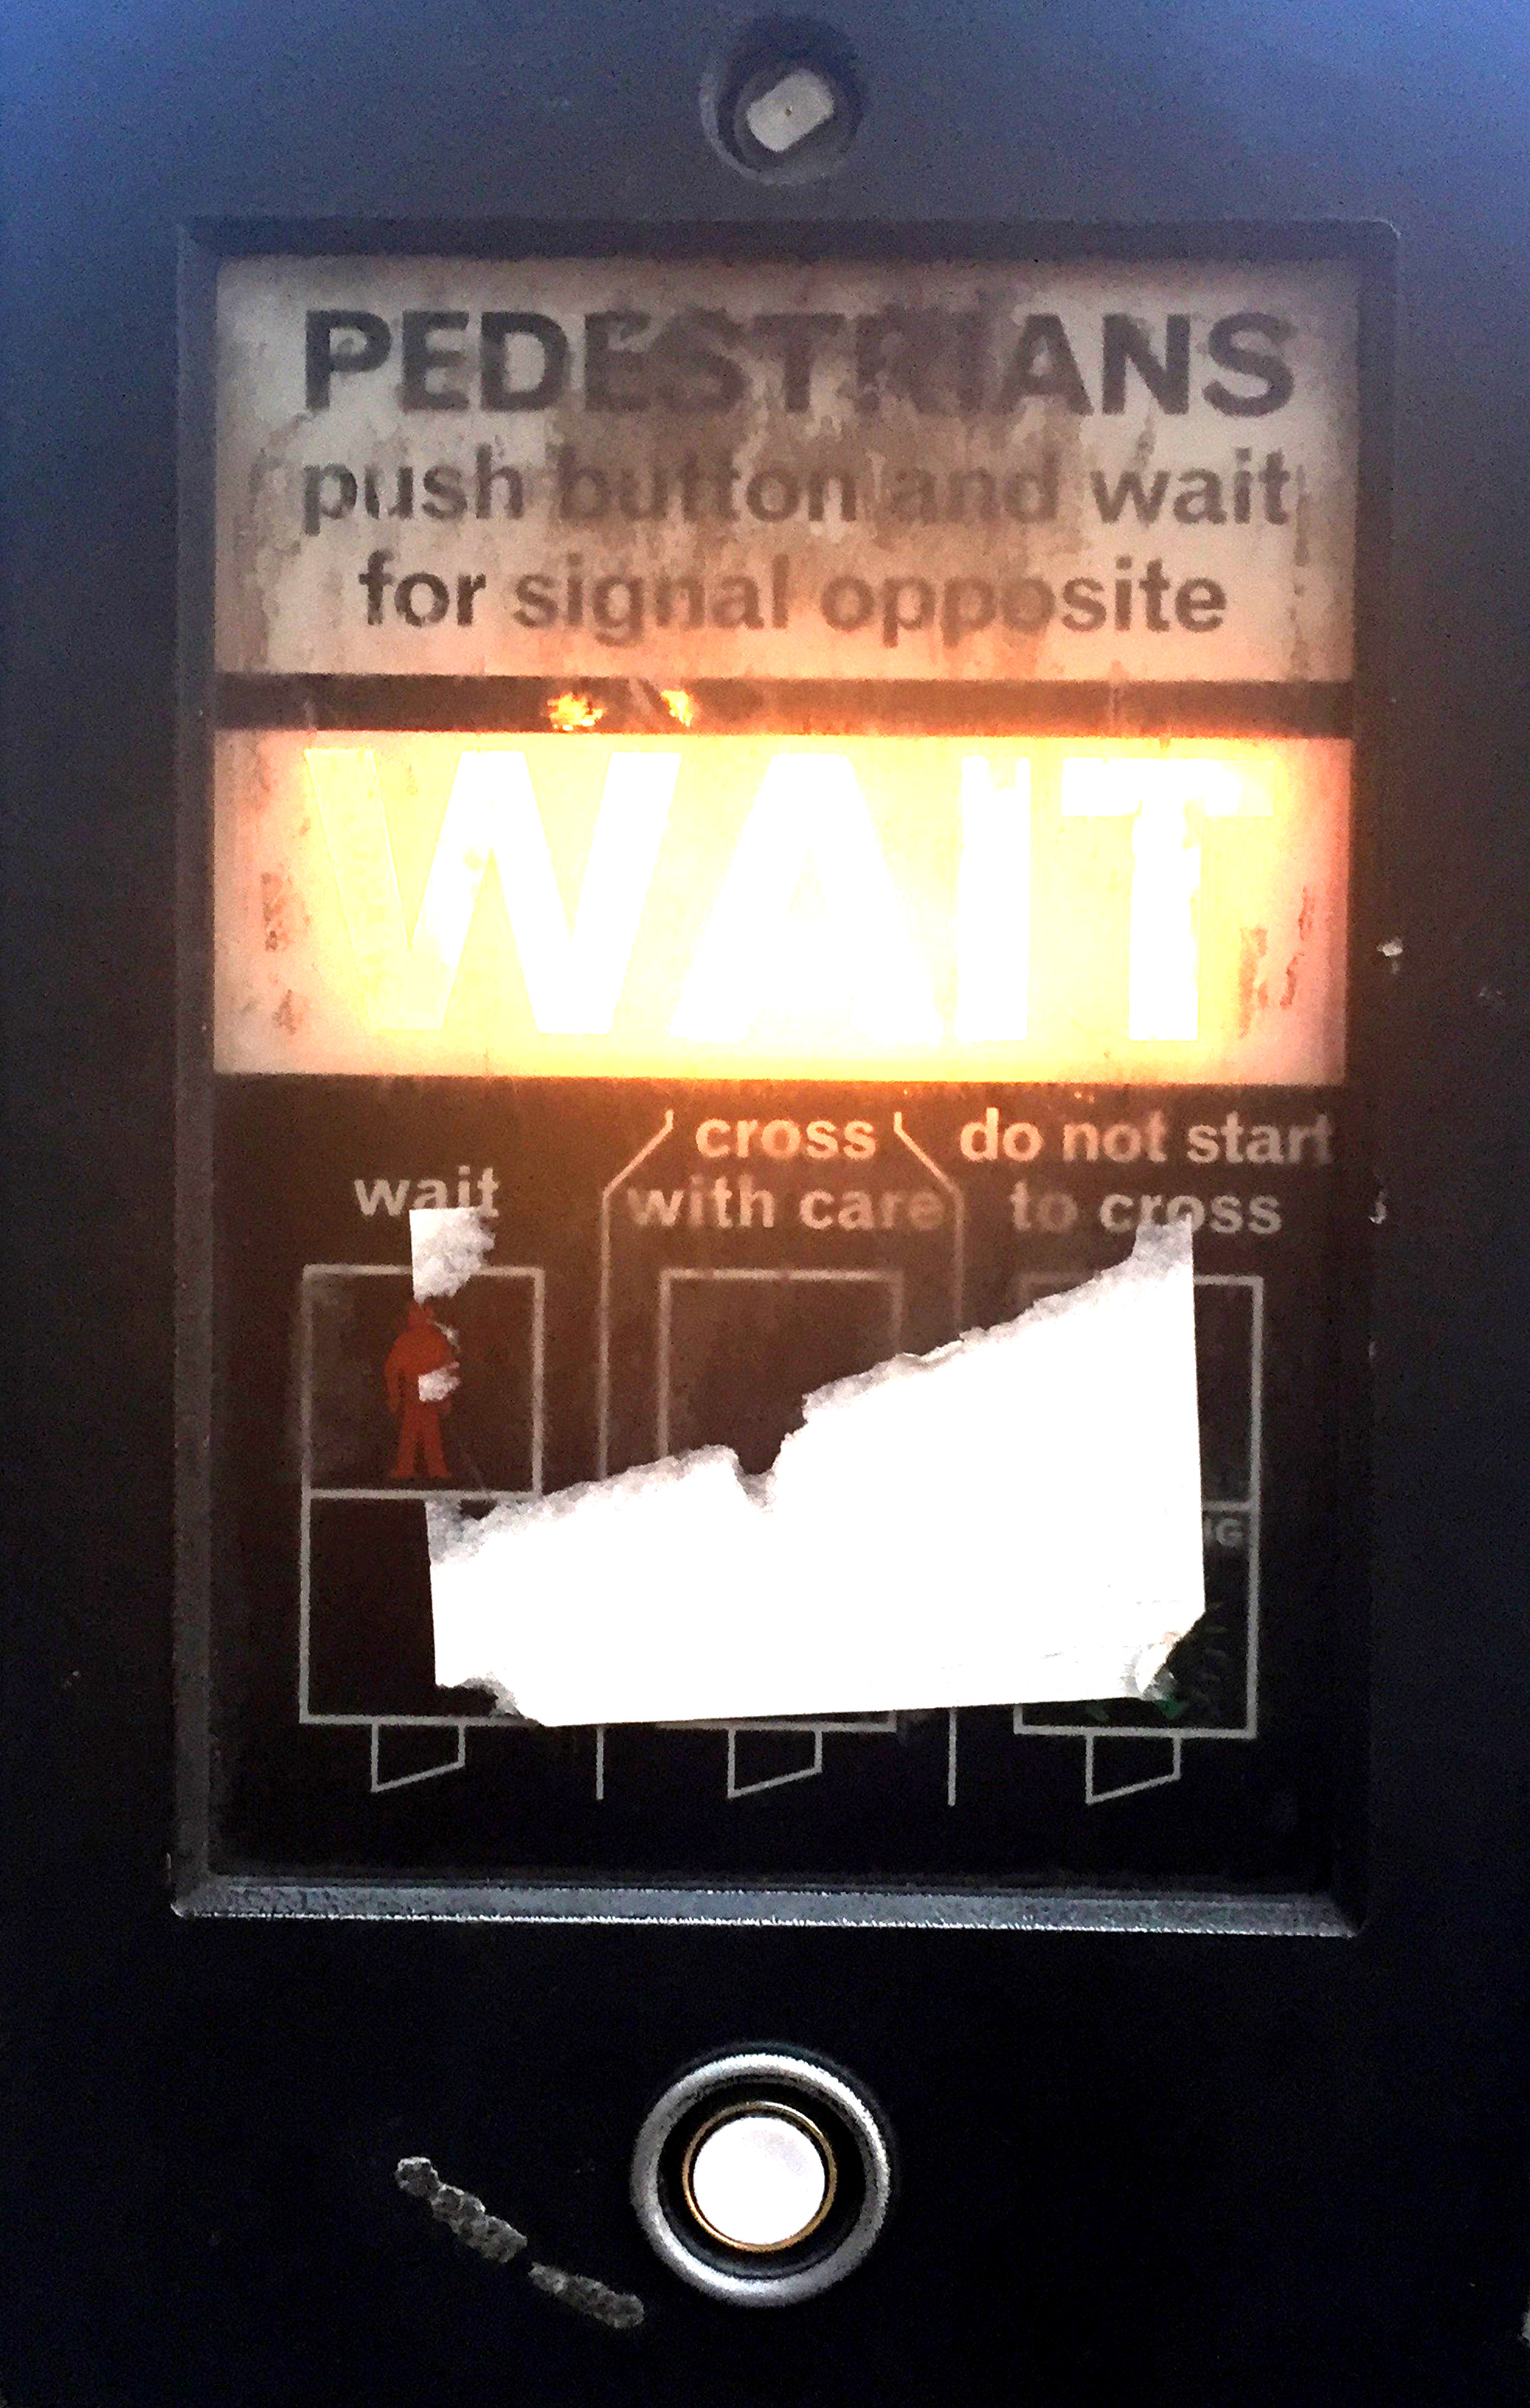 PEDESTRIANS
push button and wait
for signal opposite
WAIT
wait
cross
with care
do not start
to cross